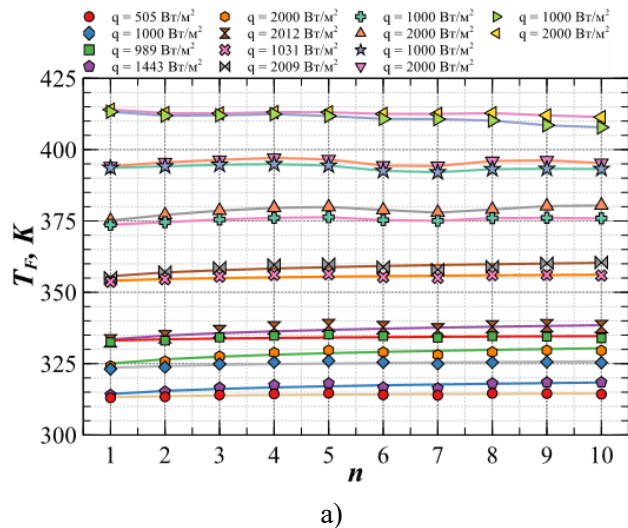 q = 505 Вт/м² q = 2000 Вт/м² q = 1000 Вт/м² q = 1000 Вт/м²
q = 1000 Вт/м² q = 2012 Вт/м² q = 2000 Вт/м² q = 2000 Вт/м²
q = 989 Вт/м² q = 1031 Вт/м² q = 1000 Вт/м²
q = 1443 Вт/м² q = 2009 Вт/м² q = 2000 Вт/м²
425
400
375
350
325
300
T_F, K
1 2 3 4 5 6 7 8 9 10
n
а)